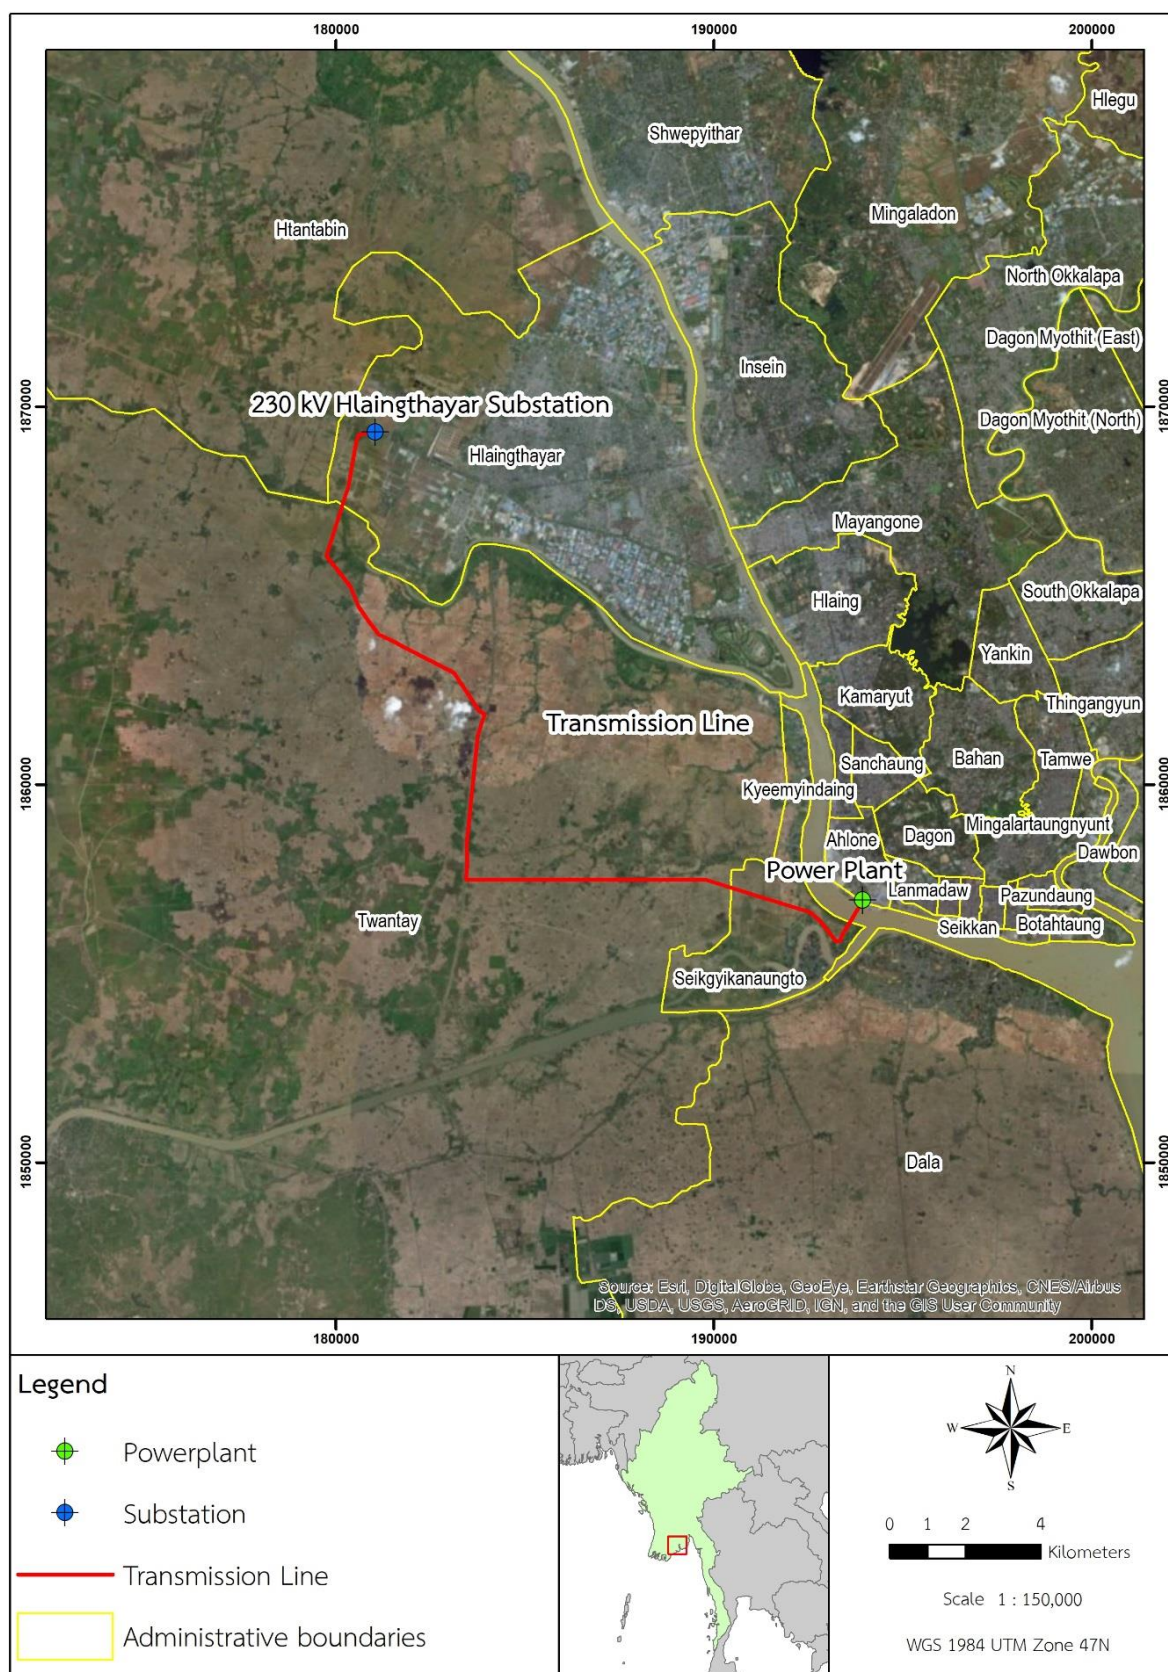 180000
190000
200000
Hlegu
Shwepyithar
Mingaladon
Htantabin
North Okkalapa
Dagon Myothit (East)
Insein
1870000
1870000
230 kV Hlaingthayar Substation
Dagon Myothit (North)
Hlaingthayar
Mayangone
South Okkalapa
Hlaing
Yankin
Kamaryut
Thingangyun
Transmission Line
Bahan
Tamwe
Sanchaung
1860000
1860000
Kyeemyindaing
Mingalartaungnyunt
Ahlone
Dagon
Dawbon
Power Plant
Lanmadaw
Pazundaung
Twantay
Seikkan
Botahtaung
Seikgyikanaungto
1850000
1850000
Dala
Source: Esri, DigitalGlobe, GeoEye, Earthstar Geographics, CNES/Airbus
DS, USDA, USGS, AeroGRID, IGN, and the GIS User Community
180000
190000
200000
Legend
Powerplant
Substation
Transmission Line
Administrative boundaries
N
W
E
S
0 1 2 4
Kilometers
Scale 1 : 150,000
WGS 1984 UTM Zone 47N